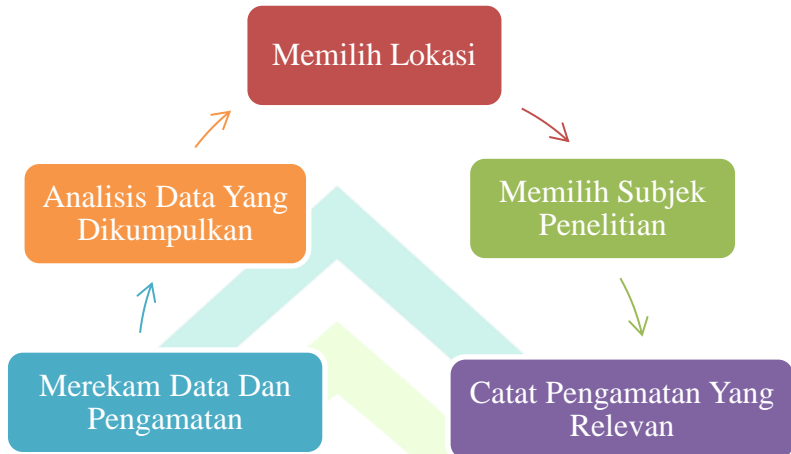 Memilih Lokasi
Memilih Subjek
Penelitian
Catat Pengamatan Yang
Relevan
Merekam Data Dan
Pengamatan
Analisis Data Yang
Dikumpulkan